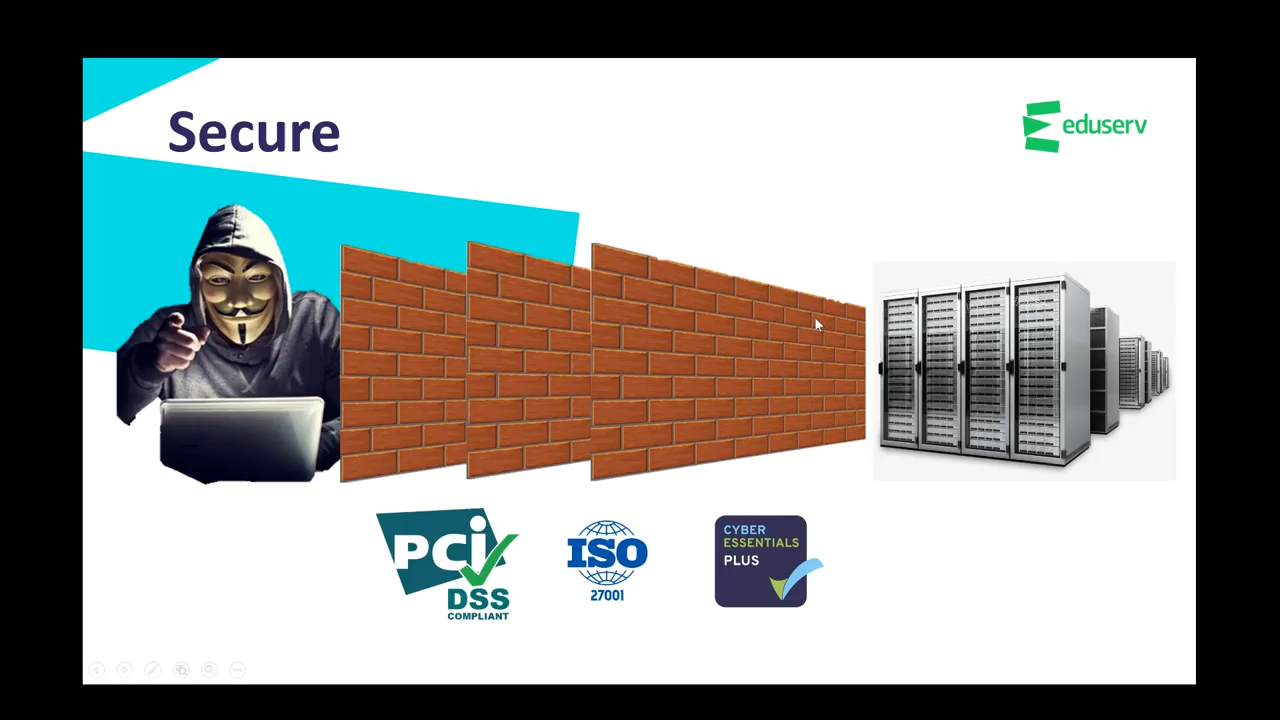 Secure
eduserv
PCi
DSS
COMPLIANT
ISO
27001
CYBER
ESSENTIALS
PLUS